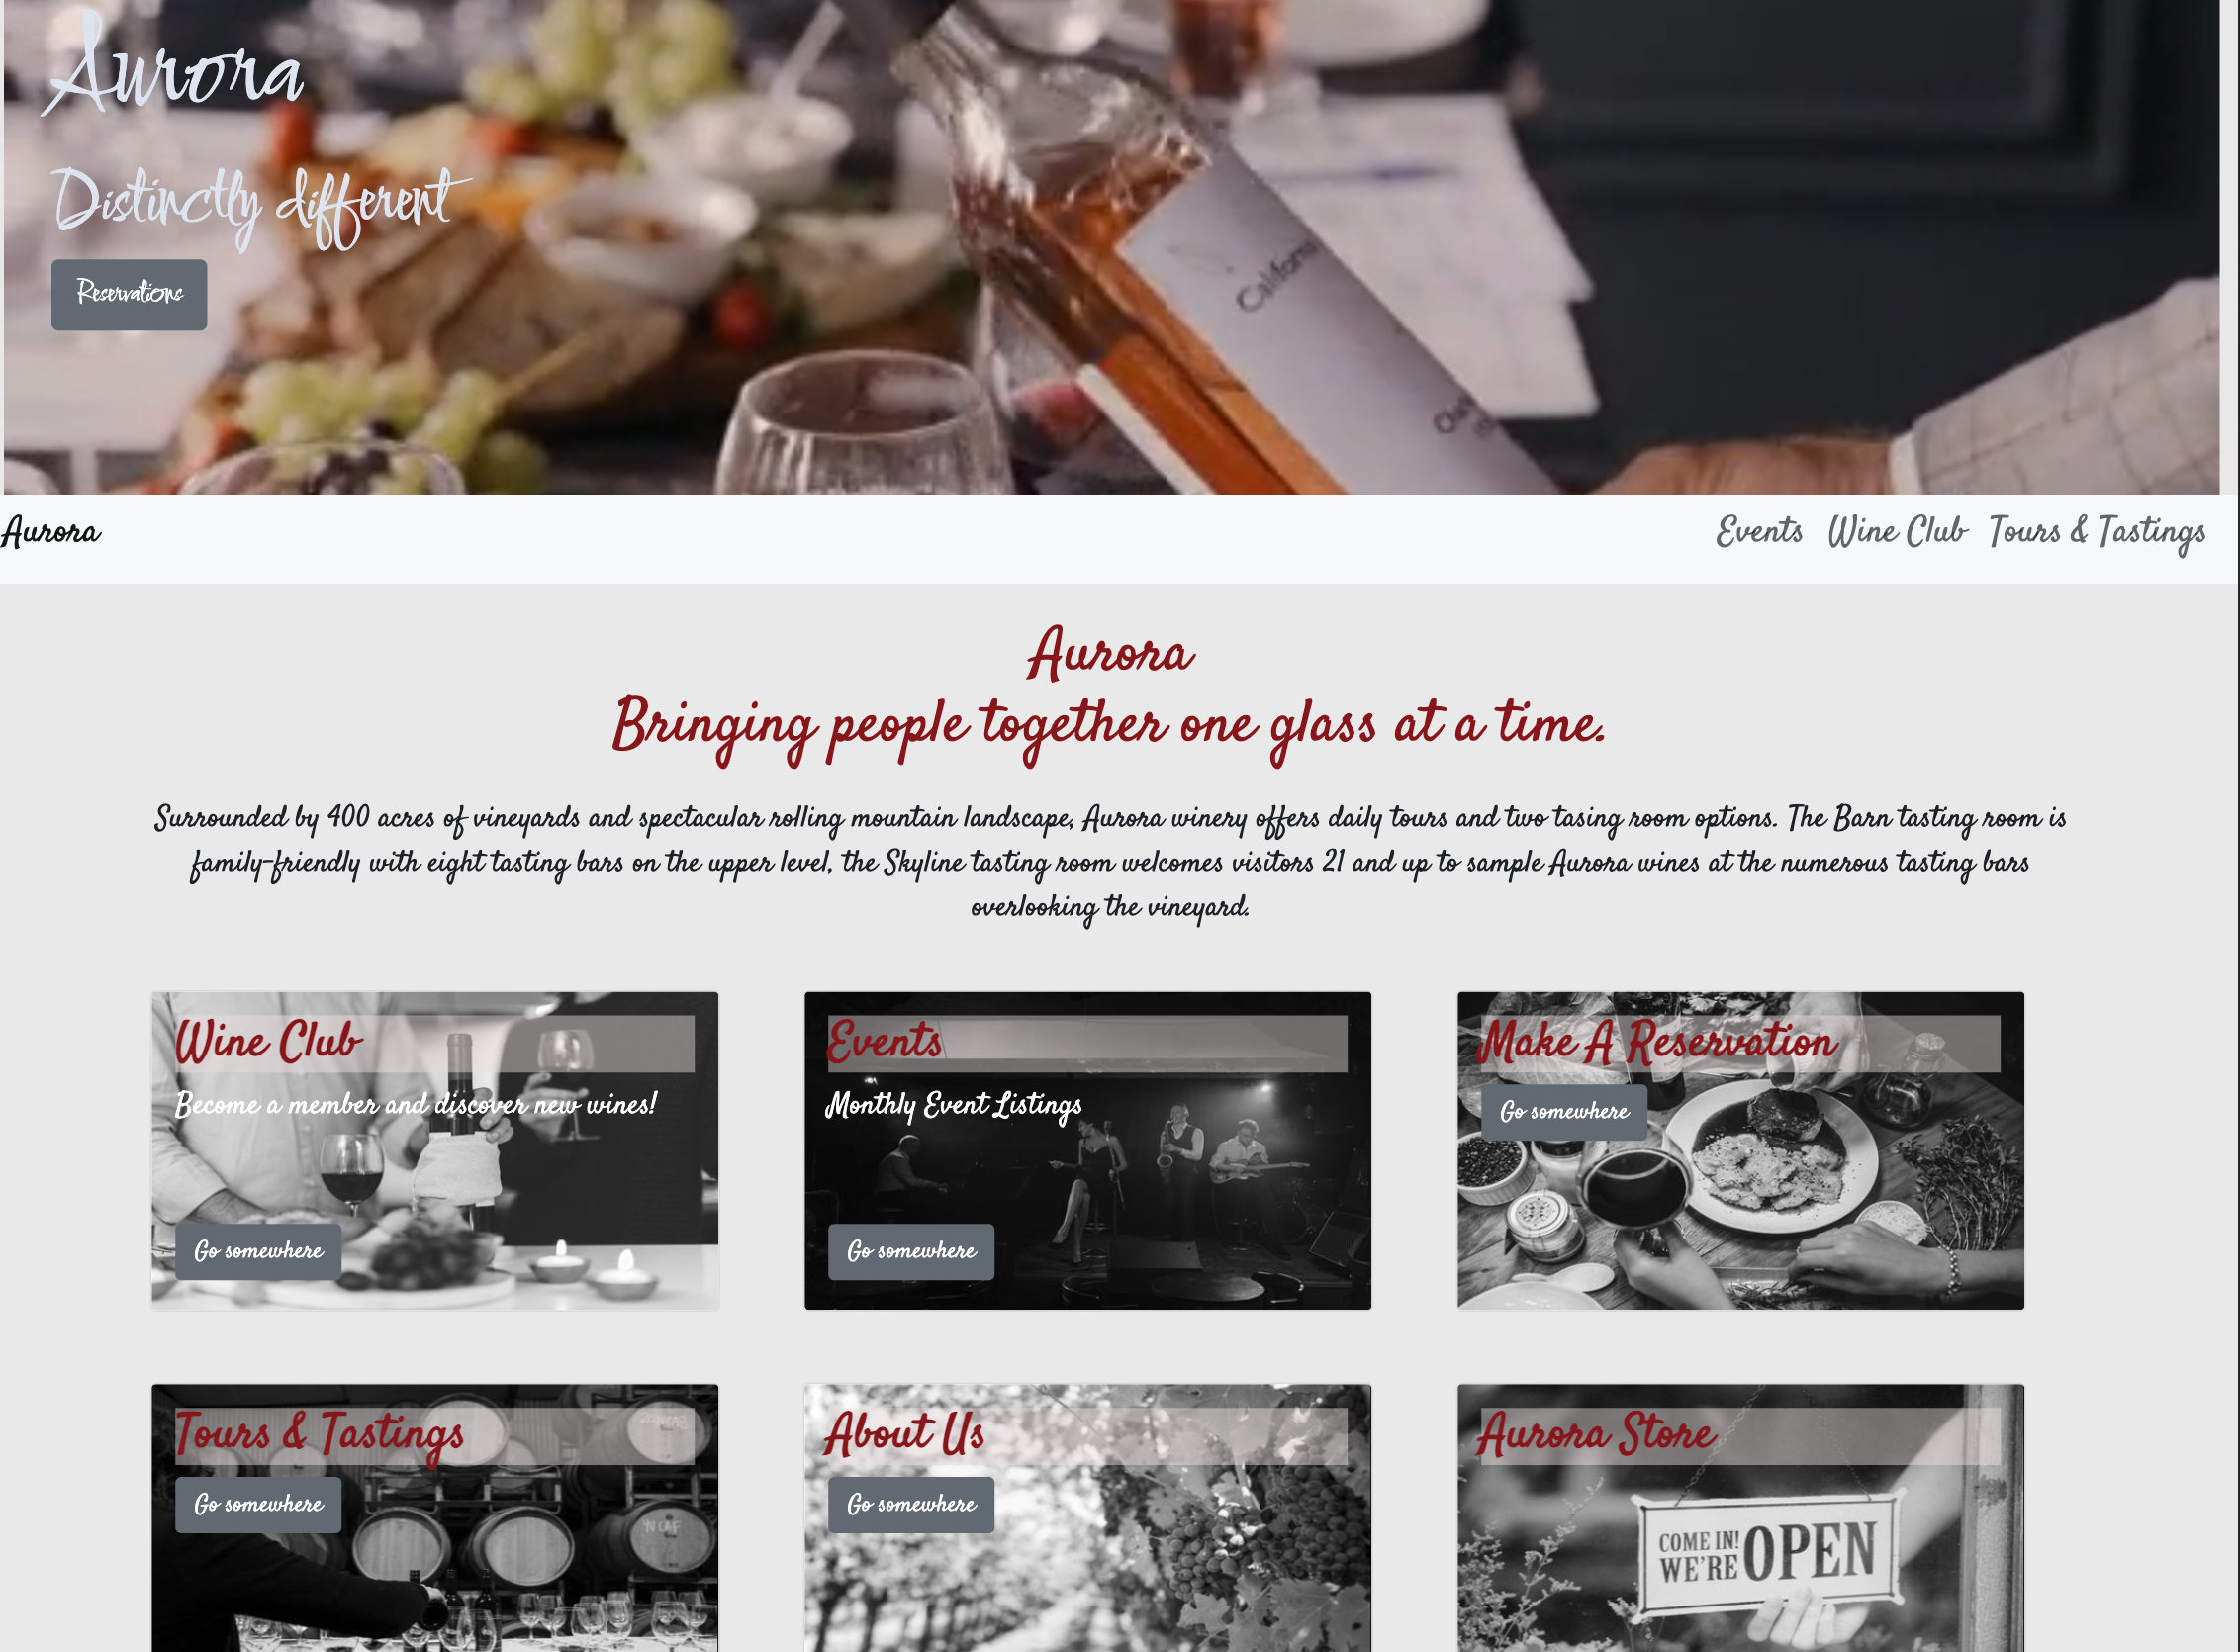 Aurora
Distinctly different
Reservations
Aurora
Events Wine Club Tours & Tastings
Aurora
Bringing people together one glass at a time.
Surrounded by 400 acres of vineyards and spectacular rolling mountain landscape, Aurora winery offers daily tours and two tasing room options. The Barn tasting room is
family-friendly with eight tasting bars on the upper level, the Skyline tasting room welcomes visitors 21 and up to sample Aurora wines at the numerous tasting bars
overlooking the vineyard.
Wine Club
Become a member and discover new wines!
Go somewhere
Events
Monthly Event Listings
Go somewhere
Make A Reservation
Go somewhere
Tours & Tastings
Go somewhere
About Us
Go somewhere
Aurora Store
COME IN!
WE'RE OPEN